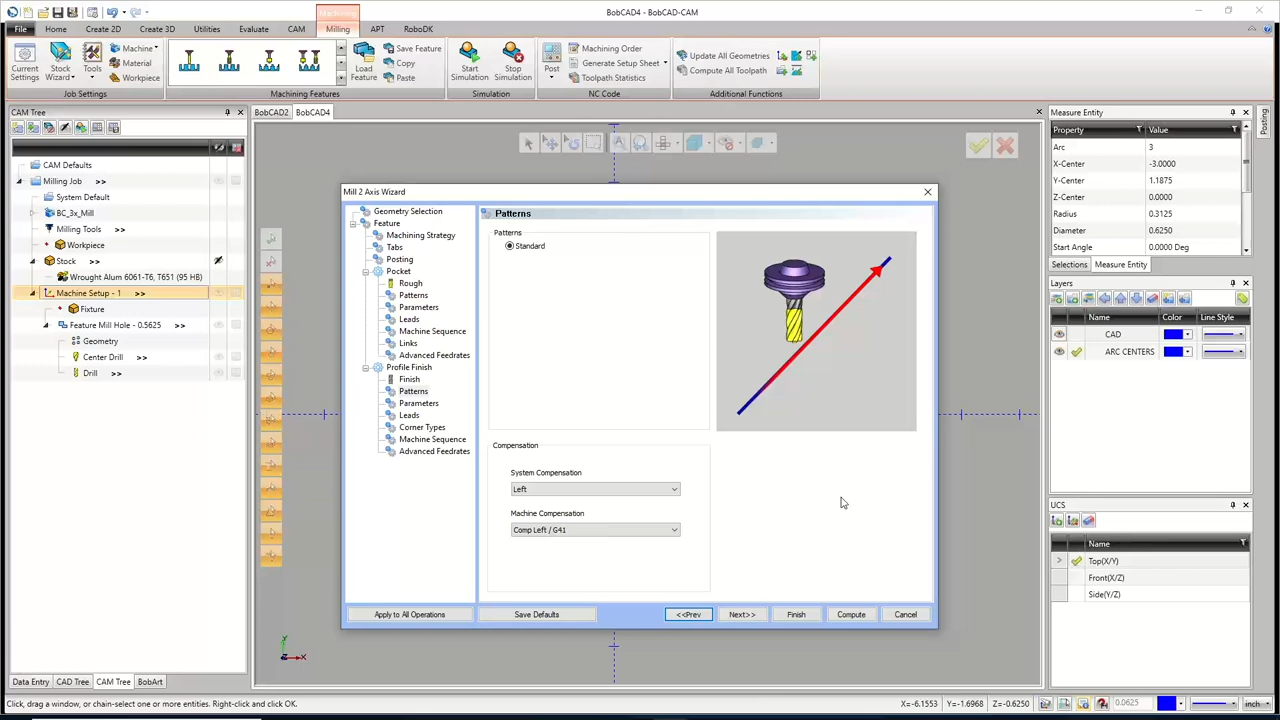 BobCAD4 - BobCAD-CAM
File Home Create 2D Create 3D Utilities Evaluate CAM Milling APT RoboDK
Current Settings Stock Wizard Tools Machine Material Workpiece Load Feature Save Feature Copy Paste Start Simulation Stop Simulation Post Machining Order Generate Setup Sheet Toolpath Statistics Update All Geometries Compute All Toolpath
Job Settings Machining Features Simulation NC Code Additional Functions
CAM Tree
BobCAD2 BobCAD4
CAM Defaults
Milling Job >>
System Default
BC_3x_Mill
Milling Tools >>
Workpiece
Stock >>
Wrought Alum 6061-T6, T651 (95 HB)
Machine Setup - 1 >>
Fixture
Feature Mill Hole - 0.5625 >>
Geometry
Center Drill >>
Drill >>
Data Entry CAD Tree CAM Tree BobArt
Mill 2 Axis Wizard
Geometry Selection
Feature
Machining Strategy
Tabs
Posting
Pocket
Rough
Patterns
Parameters
Leads
Machine Sequence
Links
Advanced Feedrates
Profile Finish
Finish
Patterns
Parameters
Leads
Corner Types
Machine Sequence
Advanced Feedrates
Patterns
Patterns
Standard
Compensation
System Compensation
Left
Machine Compensation
Comp Left / G41
Apply to All Operations Save Defaults <<Prev Next>> Finish Compute Cancel
Measure Entity
Property Value
Arc 3
X-Center -3.0000
Y-Center 1.1875
Z-Center 0.0000
Radius 0.3125
Diameter 0.6250
Start Angle 0.0000 Deg
Selections Measure Entity
Posting
Layers
Name Color Line Style
CAD
ARC CENTERS
UCS
Name
Top(X/Y)
Front(X/Z)
Side(Y/Z)
Z Y X
Click, drag a window, or chain-select one or more entities. Right-click and click OK.
X=-6.1553 Y=-1.6968 Z=-0.6250 0.0625 inch